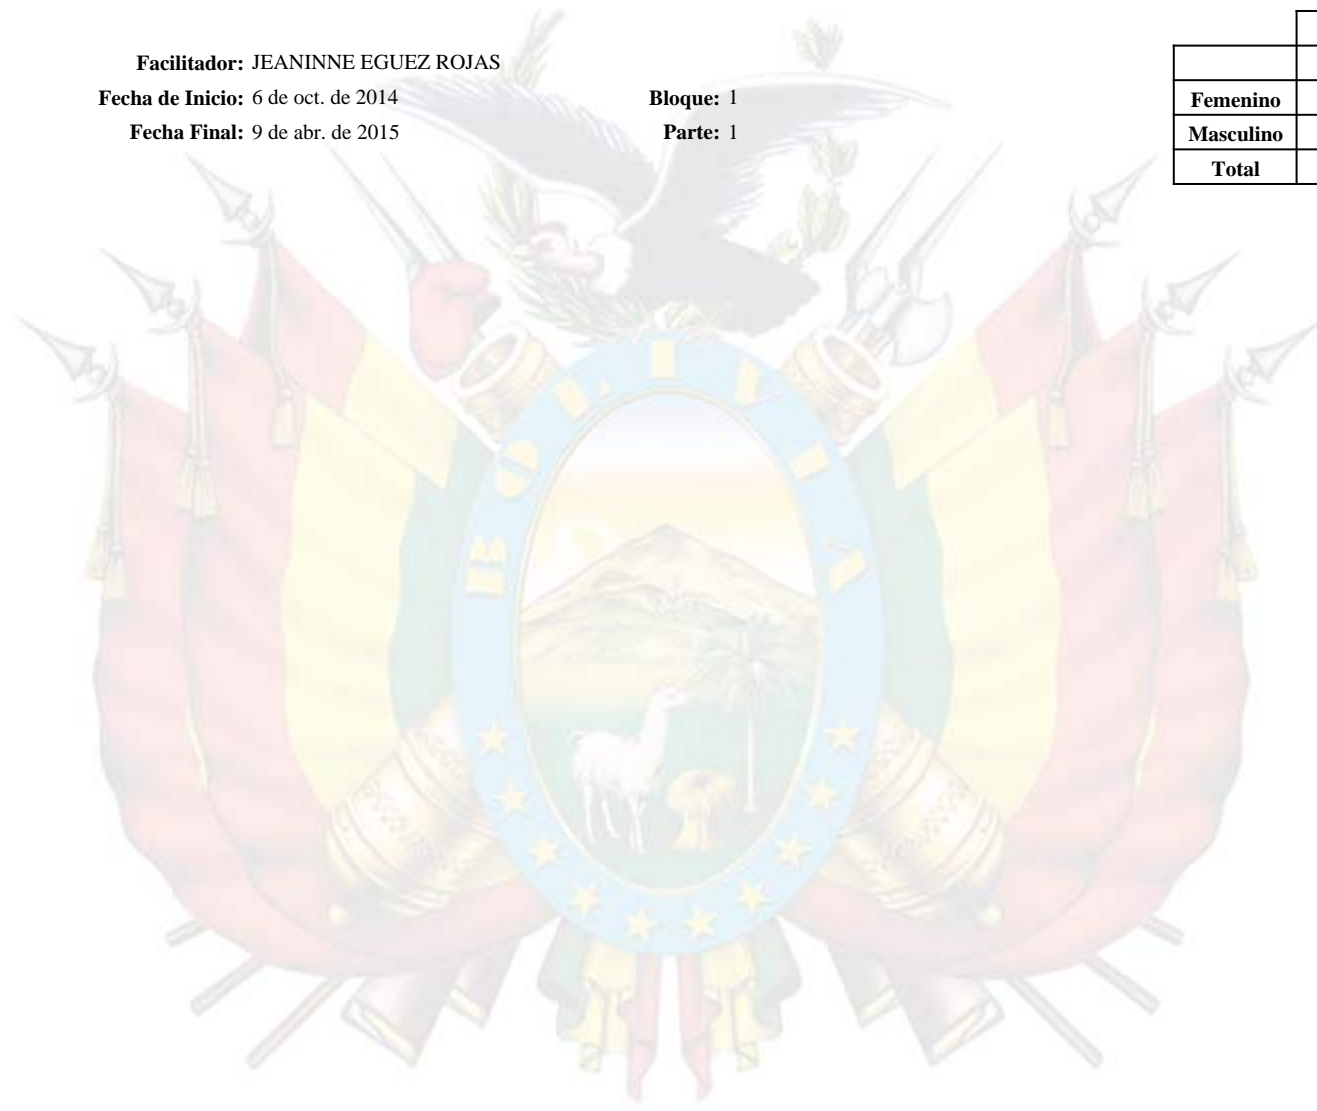 Facilitador: JEANINNE EGUEZ ROJAS
Fecha de Inicio: 6 de oct. de 2014 Bloque: 1
Fecha Final: 9 de abr. de 2015 Parte: 1
Femenino
Masculino
Total
BOLIVIA